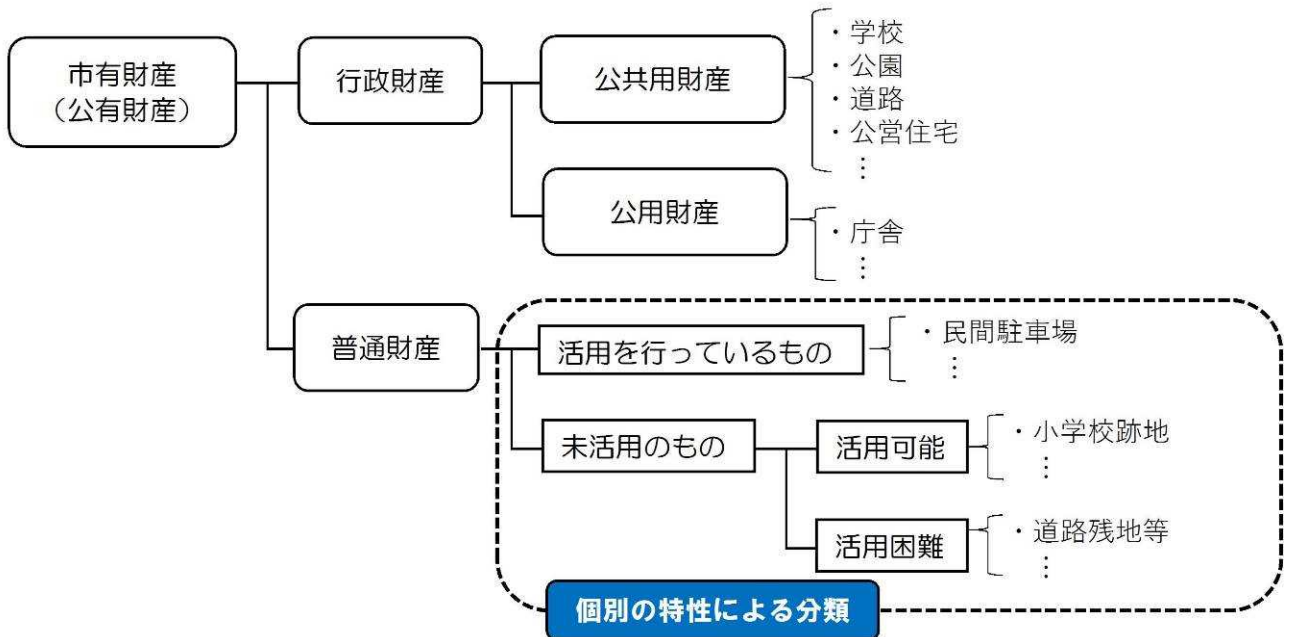 市有財産
（公有財産）
行政財産
公共用財産
・学校
・公園
・道路
・公営住宅
⋮
公用財産
・庁舎
⋮
普通財産
活用を行っているもの
・民間駐車場
⋮
未活用のもの
活用可能
・小学校跡地
⋮
活用困難
・道路残地等
⋮
個別の特性による分類